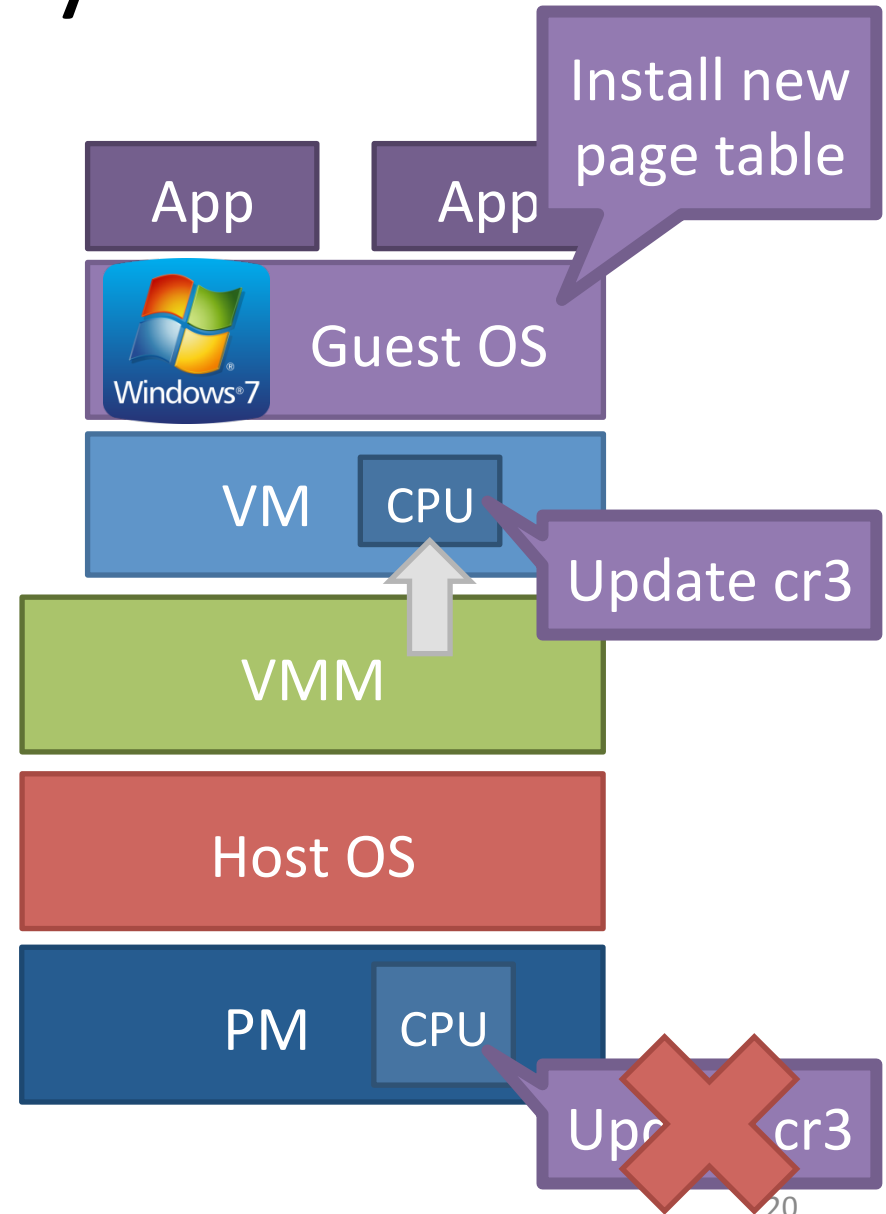 Install new
page table
App
App
Windows®7
Guest OS
VM
CPU
Update cr3
VMM
Host OS
PM
CPU
cr3
20